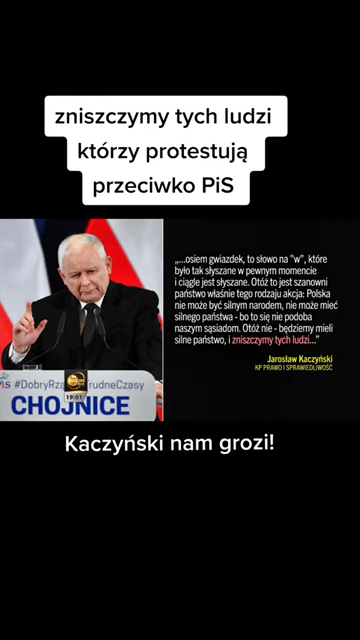 zniszczymy tych ludzi
którzy protestują
przeciwko PiS
„...osiem gwiazdek, to słowo na "w", które
było tak słyszane w pewnym momencie
i ciągle jest słyszane. Otóż to jest szanowni
państwo właśnie tego rodzaju akcja: Polska
nie może być silnym narodem, nie może mieć
silnego państwa - bo to się nie podoba
naszym sąsiadom. Otóż nie - będziemy mieli
silne państwo, i zniszczymy tych ludzi..."
Jarosław Kaczyński
KP PRAWO I SPRAWIEDLIWOŚĆ
#DobryRz rudneCzasy
19:01
CHOJNICE
Kaczyński nam grozi!